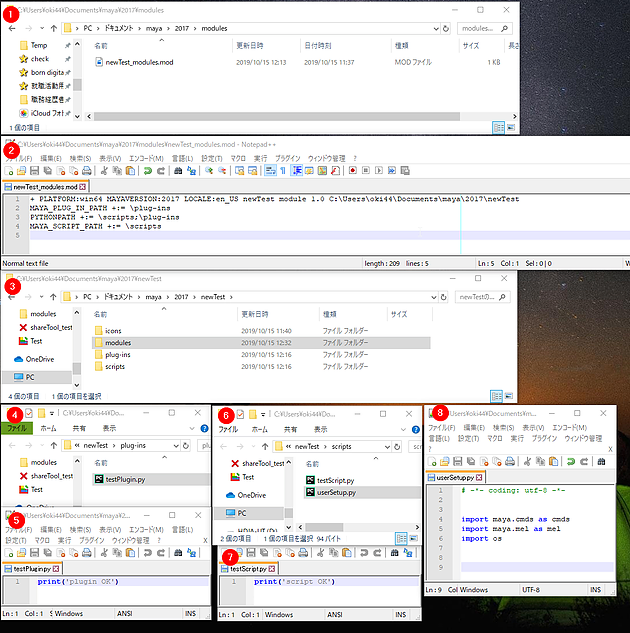 1
C:¥Users¥oki44¥Documents¥maya¥2017¥modules
PC > ドキュメント > maya > 2017 > modules
modules...
Temp
check
born digita
就職活動用
職務経歴書
iCloud フォト
名前 更新日時 日付時刻 種類 サイズ 長さ
newTest_modules.mod 2019/10/15 12:13 2019/10/15 11:37 MOD ファイル 1 KB
1 個の項目
2
C:¥Users¥oki44¥Documents¥maya¥2017¥modules¥newTest_modules.mod - Notepad++
ファイル(F) 編集(E) 検索(S) 表示(V) エンコード(M) 言語(L) 設定(T) マクロ 実行 プラグイン ウィンドウ管理 ?
newTest_modules.mod
1 + PLATFORM:win64 MAYAVERSION:2017 LOCALE:en_US newTest module 1.0 C:\Users\oki44\Documents\maya\2017\newTest
2 MAYA_PLUG_IN_PATH +:= \plug-ins
3 PYTHONPATH +:= \scripts;\plug-ins
4 MAYA_SCRIPT_PATH +:= \scripts
5
Normal text file length : 209 lines : 5 Ln : 5 Col : 1 Sel : 0 | 0
3
C:¥Users¥oki44¥Documents¥maya¥2017¥newTest
PC > ドキュメント > maya > 2017 > newTest >
newTestの...
modules
shareTool_test
Test
OneDrive
PC
名前 更新日時 種類 サイズ
icons 2019/10/15 11:40 ファイル フォルダー
modules 2019/10/15 12:32 ファイル フォルダー
plug-ins 2019/10/15 12:16 ファイル フォルダー
scripts 2019/10/15 12:16 ファイル フォルダー
4 個の項目 1 個の項目を選択
4
C:¥Users¥oki44¥Do...
ファイル ホーム 共有 表示
« newTest > plug-ins
modules
shareTool_test
Test
OneDrive
名前
testPlugin.py
5
C:¥Users¥oki44¥Documents¥maya¥2...
ファイル(F) 編集(E) 検索(S) 表示(V) エンコード(M) 言語(L)
設定(T) マクロ 実行 プラグイン ウィンドウ管理 ? X
testPlugin.py
1 print('plugin OK')
Ln : 1 Col : 1 S Windows ANSI INS
6
C:¥Users¥oki44¥Do...
ファイル ホーム 共有 表示
« newTest > scripts
shareTool_test
Test
OneDrive
PC
名前
testScript.py
userSetup.py
2 個の項目 1 個の項目を選択 94 バイト
7
testScript.py
1 print('script OK')
Ln : 1 Col : 1 Windows ANSI INS
8
C:¥Users¥oki44¥Documents¥m...
ファイル(F) 編集(E) 検索(S) 表示(V) エンコード(M)
言語(L) 設定(T) マクロ 実行 プラグイン ウィンドウ管理
? X
userSetup.py
1 # -*- coding: utf-8 -*-
2
3
4 import maya.cmds as cmds
5 import maya.mel as mel
6 import os
7
8
9
Ln : 9 Col Windows UTF-8 INS